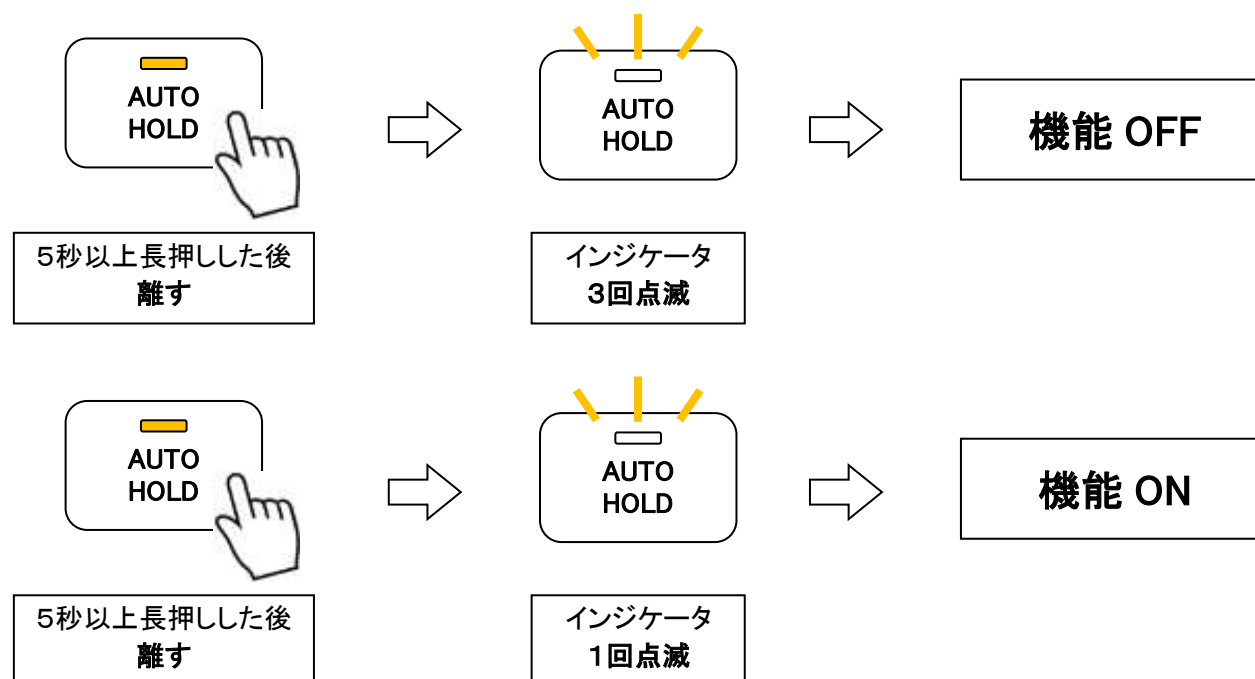 AUTO
HOLD
AUTO
HOLD
機能 OFF
5秒以上長押しした後
離す
インジケータ
3回点滅
AUTO
HOLD
AUTO
HOLD
機能 ON
5秒以上長押しした後
離す
インジケータ
1回点滅